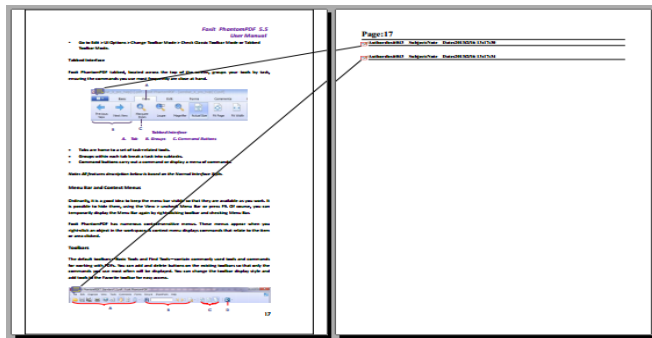 Foxit PhantomPDF 5.5
User Manual
Go to Edit > UI Options > Change Toolbar Mode > Check Classic Toolbar Mode or Tabbed
Toolbar Mode.
Tabbed Interface
Foxit PhantomPDF tabbed, located across the top of the screen, groups your tools by task,
ensuring the commands you use most frequently are close at hand.
A
B
C
Tabbed Interface
A. Tab B. Groups C. Command Buttons
Tabs are home to a set of task-related tools.
Groups within each tab break a task into subtasks.
Command buttons carry out a command or display a menu of commands.
Note: All features description below is based on the Normal Interface Style.
Menu Bar and Context Menus
Ordinarily, it is a good idea to keep the menu bar visible so that they are available as you work. It
is possible to hide them, using the View > uncheck Menu Bar or press F9. Of course, you can
temporarily display the Menu Bar again by right-clicking toolbar and checking Menu Bar.
Foxit PhantomPDF has numerous context-sensitive menus. These menus appear when you
right-click an object in the workspace. A context menu displays commands that relate to the item
or area clicked.
Toolbars
The default toolbars—Basic Tools and Find Tools—contain commonly used tools and commands
for working with PDFs. You can add and delete buttons on the existing toolbars so that only the
commands you use most often will be displayed. You can change the toolbar display style and
add tools to the Favorite toolbar for easy access.
A B C D
17
Page:17
Subject:Note
Subject:Note